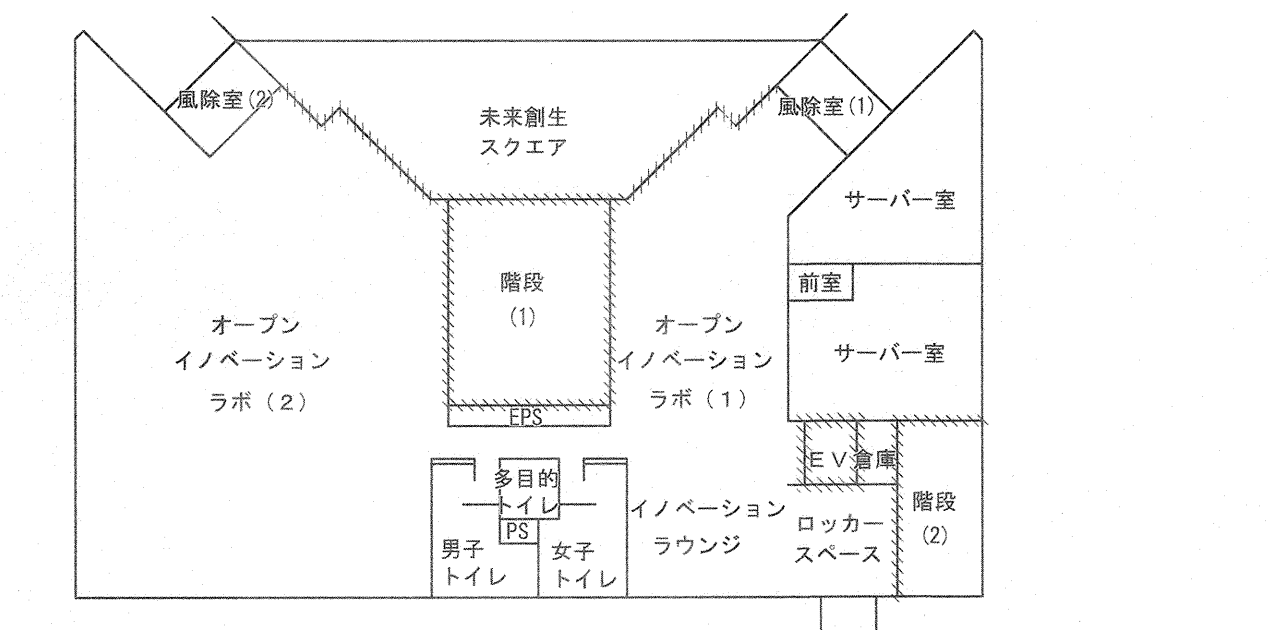 風除室(2)
未来創生
スクエア
風除室(1)
サーバー室
前室
階段
(1)
オープン
イノベーション
ラボ（２）
オープン
イノベーション
ラボ（１）
サーバー室
EPS
ＥＶ
倉庫
多目的
トイレ
PS
男子
トイレ
女子
トイレ
イノベーション
ラウンジ
ロッカー
スペース
階段
(2)